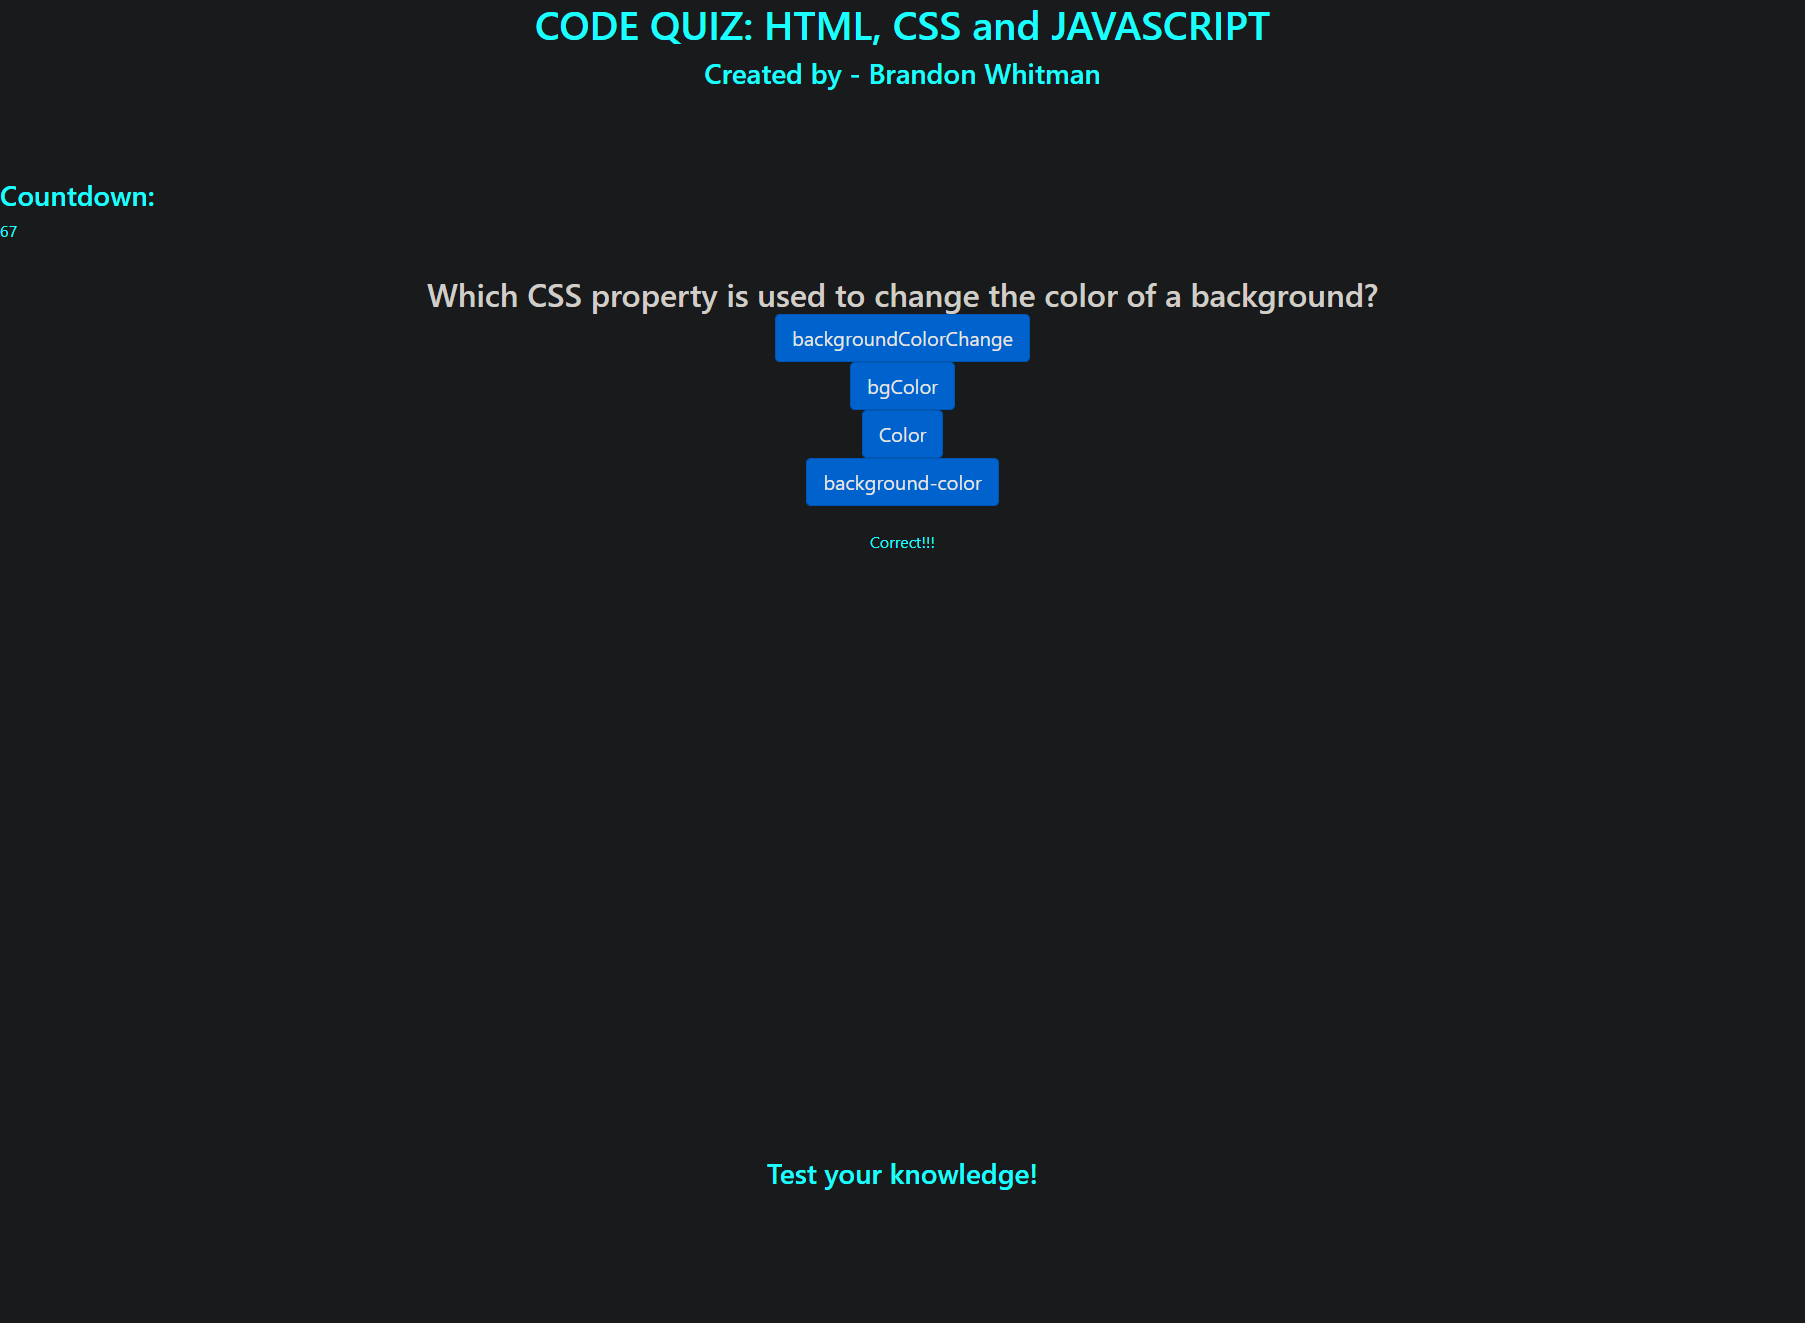 CODE QUIZ: HTML, CSS and JAVASCRIPT
Created by - Brandon Whitman
Countdown:
67
Which CSS property is used to change the color of a background?
backgroundColorChange
bgColor
Color
background-color
Correct!!!
Test your knowledge!